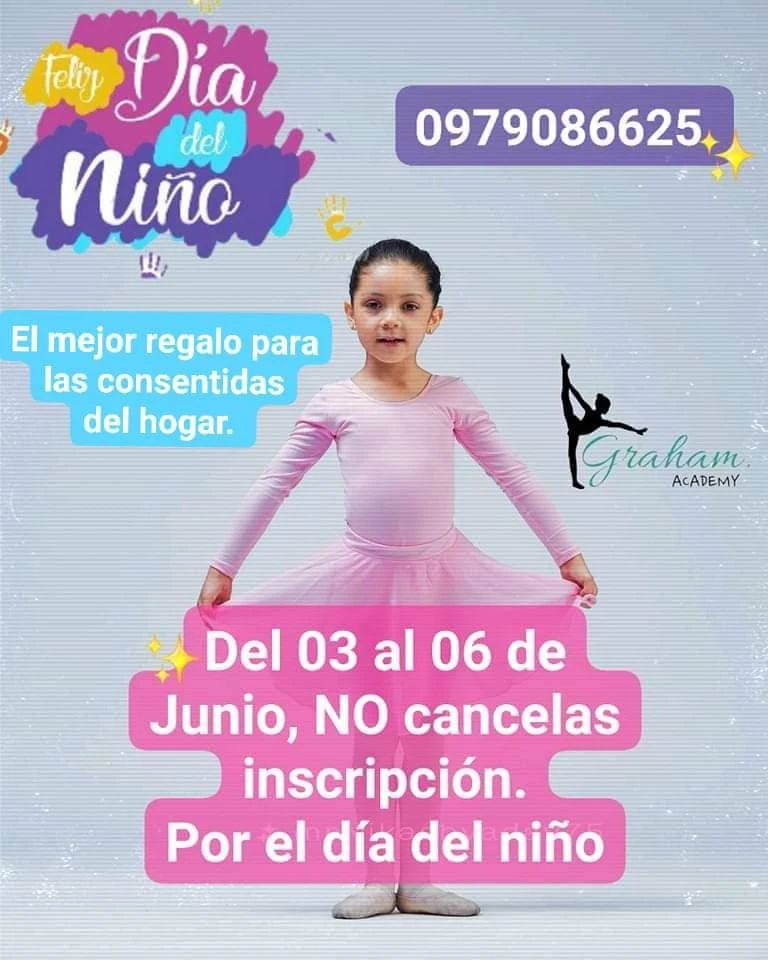 Feliz Día
del
Niño
0979086625
El mejor regalo para
las consentidas
del hogar.
Graham.
ACADEMY
Del 03 al 06 de
Junio, NO cancelas
inscripción.
Por el día del niño